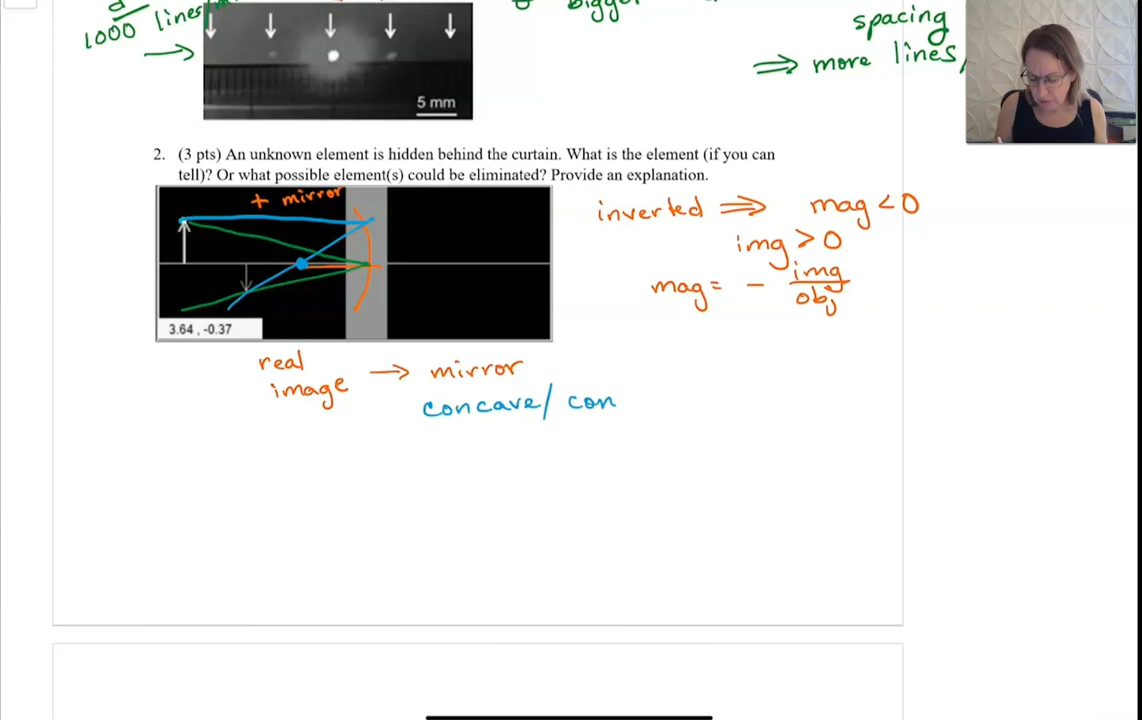 1000 lines/
bigger
spacing
⇒ more lines/
5 mm
2. (3 pts) An unknown element is hidden behind the curtain. What is the element (if you can
tell)? Or what possible element(s) could be eliminated? Provide an explanation.
+ mirror
inverted ⇒ mag < 0
img > 0
mag = - img/obj
3.64 , -0.37
real
image → mirror
concave/ con